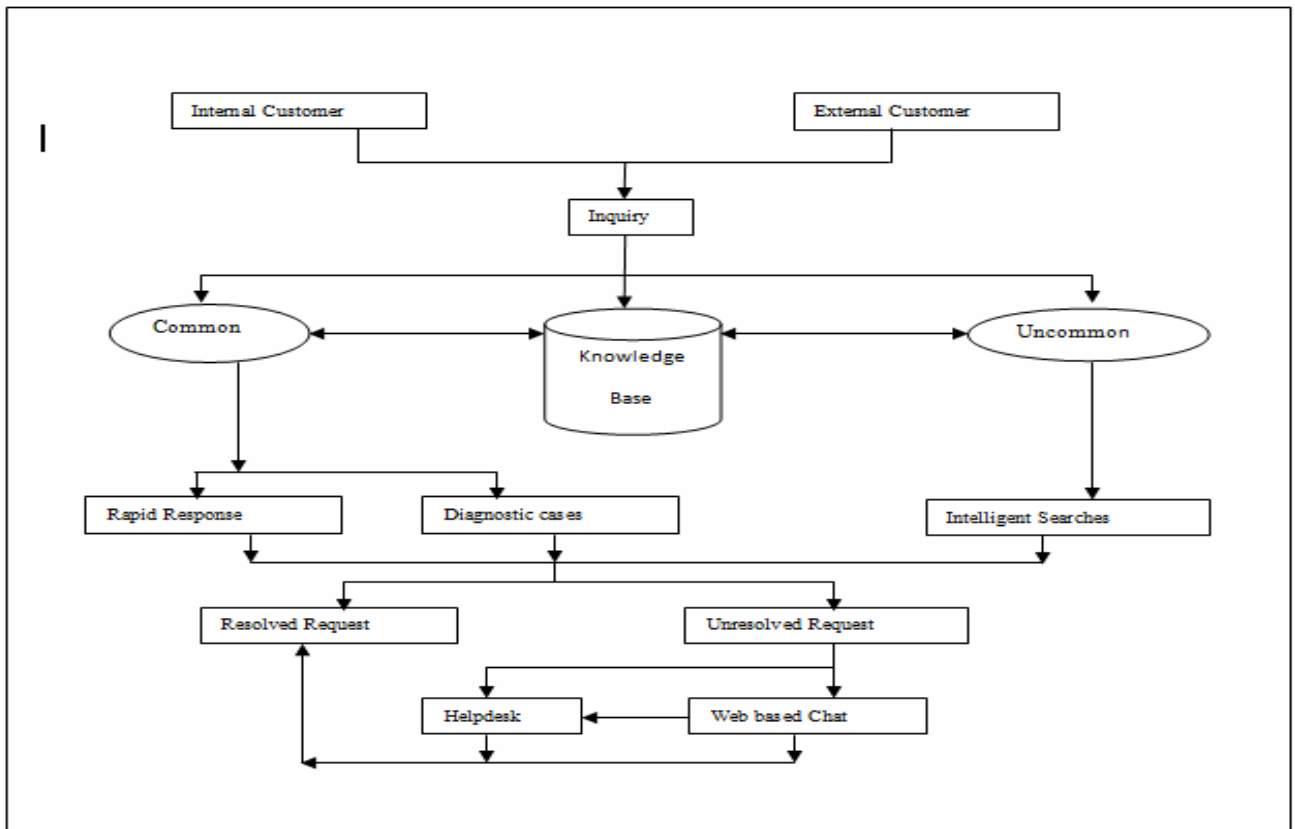 Internal Customer
External Customer
Inquiry
Common
Knowledge
Base
Uncommon
Rapid Response
Diagnostic cases
Intelligent Searches
Resolved Request
Unresolved Request
Helpdesk
Web based Chat